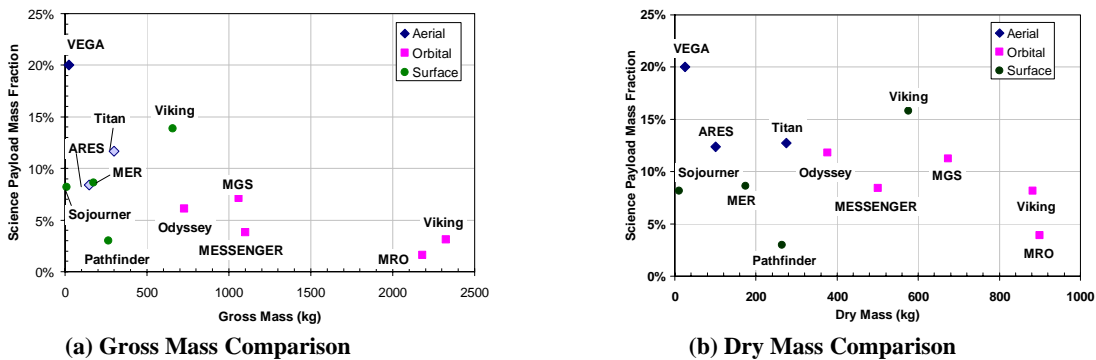 25%
20%
15%
10%
5%
0%
Science Payload Mass Fraction
VEGA
Aerial
Orbital
Surface
Viking
Titan
ARES
MER
MGS
Sojourner
Odyssey
Viking
MESSENGER
Pathfinder
MRO
0 500 1000 1500 2000 2500
Gross Mass (kg)
(a) Gross Mass Comparison
25%
20%
15%
10%
5%
0%
Science Payload Mass Fraction
VEGA
Aerial
Orbital
Surface
Viking
ARES
Titan
Sojourner
Odyssey
MGS
MER
MESSENGER
Viking
Pathfinder
MRO
0 200 400 600 800 1000
Dry Mass (kg)
(b) Dry Mass Comparison